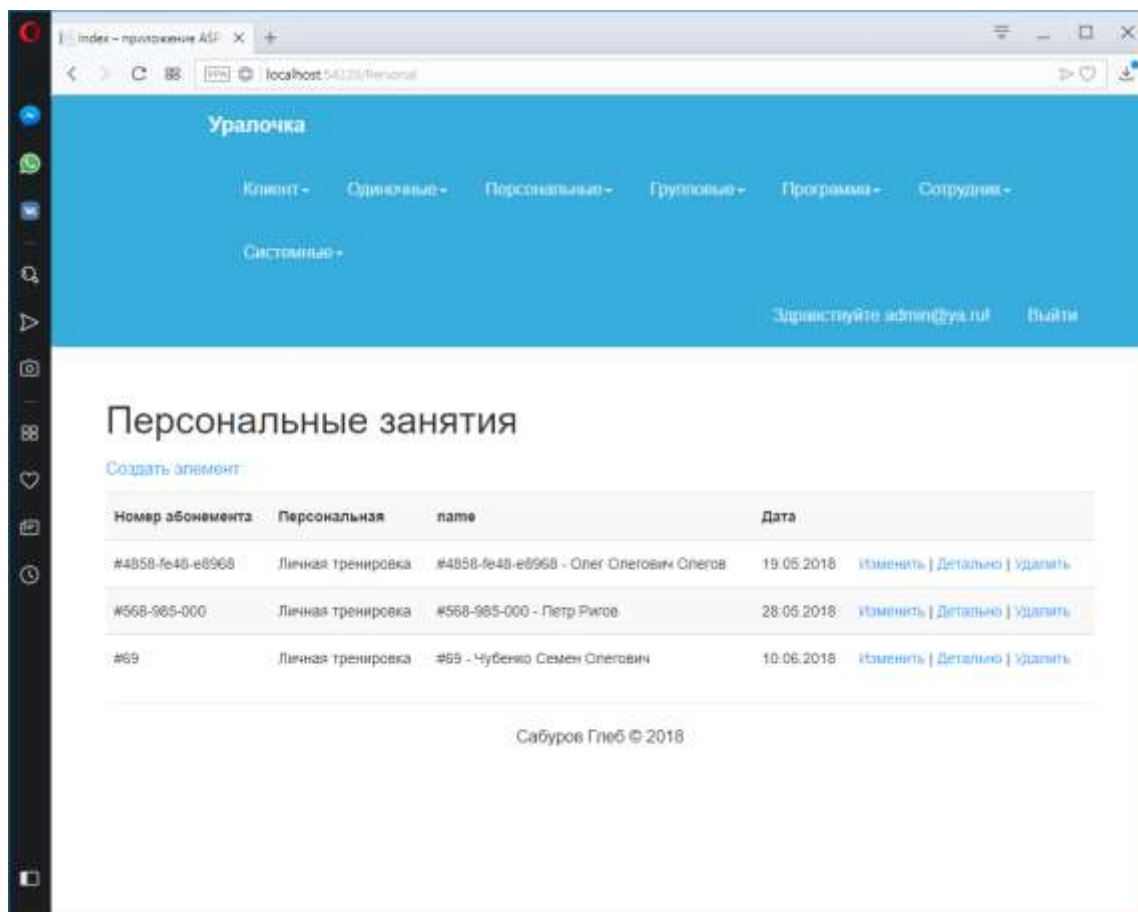 Index – приложение ASF
localhost:54229/Personal
Уралочка
Клиент Одиночные Персональные Групповые Программа Сотрудник
Системные
Здравствуйте admin@ya.ru! Выйти
Персональные занятия
Создать элемент
Номер абонемента Персональная name Дата
#4858-fe48-e8968 Личная тренировка #4858-fe48-e8968 - Олег Олегович Олегов 19.05.2018 Изменить | Детально | Удалить
#568-985-000 Личная тренировка #568-985-000 - Петр Ригов 28.05.2018 Изменить | Детально | Удалить
#69 Личная тренировка #69 - Чубенко Семен Олегович 10.06.2018 Изменить | Детально | Удалить
Сабуров Глеб © 2018